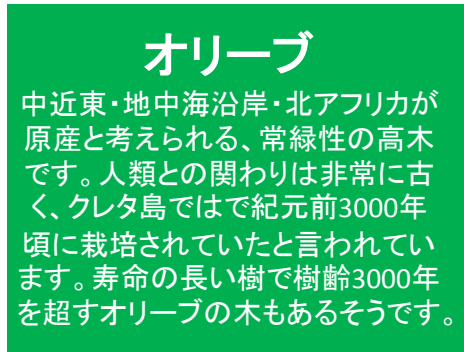 オリーブ
中近東・地中海沿岸・北アフリカが
原産と考えられる、常緑性の高木
です。人類との関わりは非常に古
く、クレタ島ではで紀元前3000年
頃に栽培されていたと言われてい
ます。寿命の長い樹で樹齢3000年
を超すオリーブの木もあるそうです。